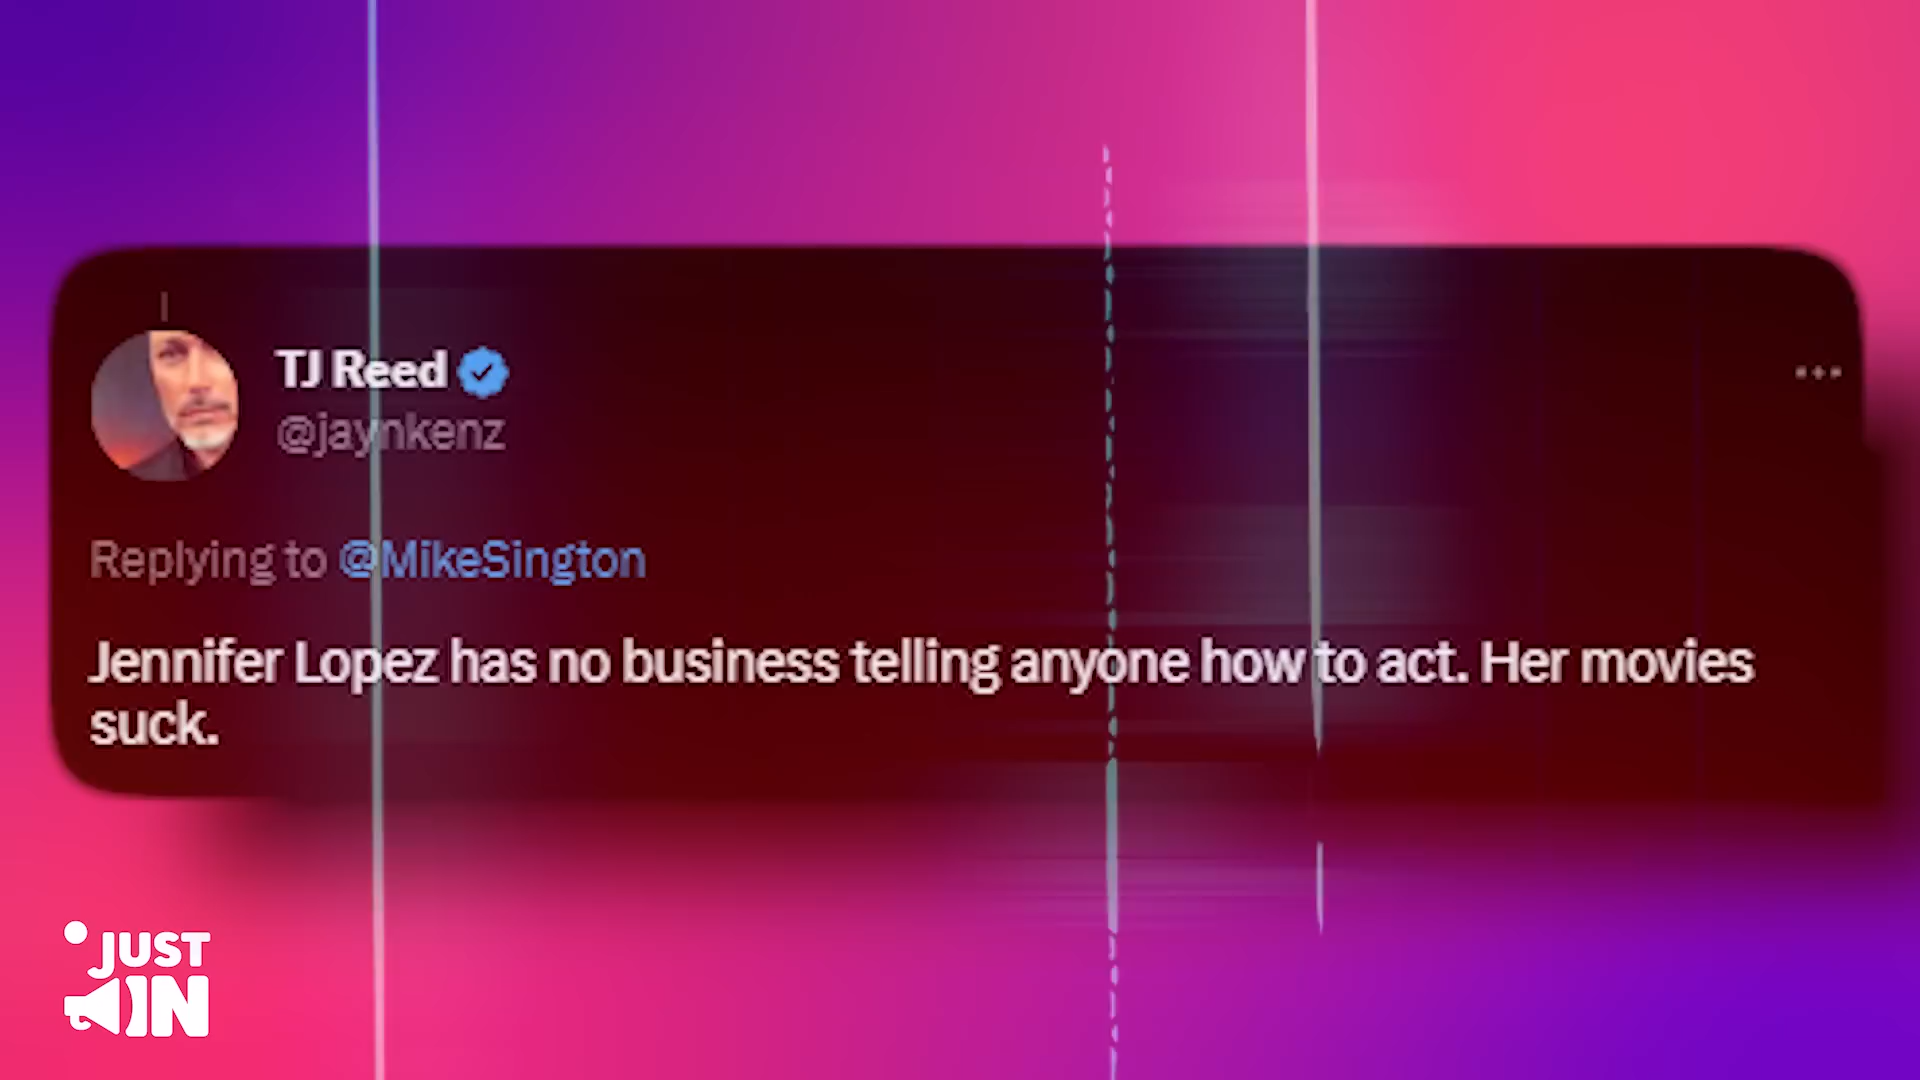 TJ Reed
@jaynkenz
Replying to @MikeSington
Jennifer Lopez has no business telling anyone how to act. Her movies
suck.
JUST
IN